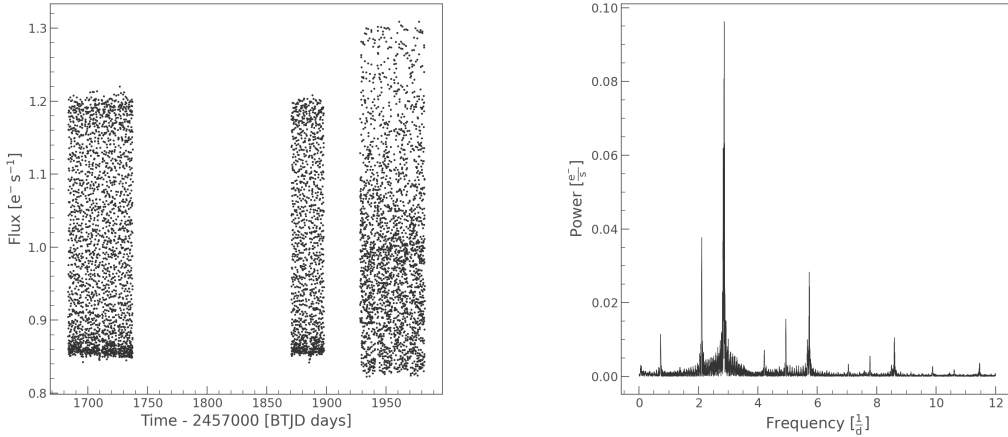 1.3
1.2
1.1
1.0
0.9
0.8
Flux [e⁻ s⁻¹]
1700 1750 1800 1850 1900 1950
Time - 2457000 [BTJD days]
0.10
0.08
0.06
0.04
0.02
0.00
Power [e⁻/s]
0 2 4 6 8 10 12
Frequency [1/d]